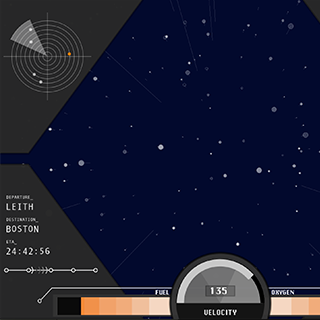 DEPARTURE_
LEITH
DESTINATION_
BOSTON
ETA_
24:42:56
FUEL
135
OXYGEN
VELOCITY